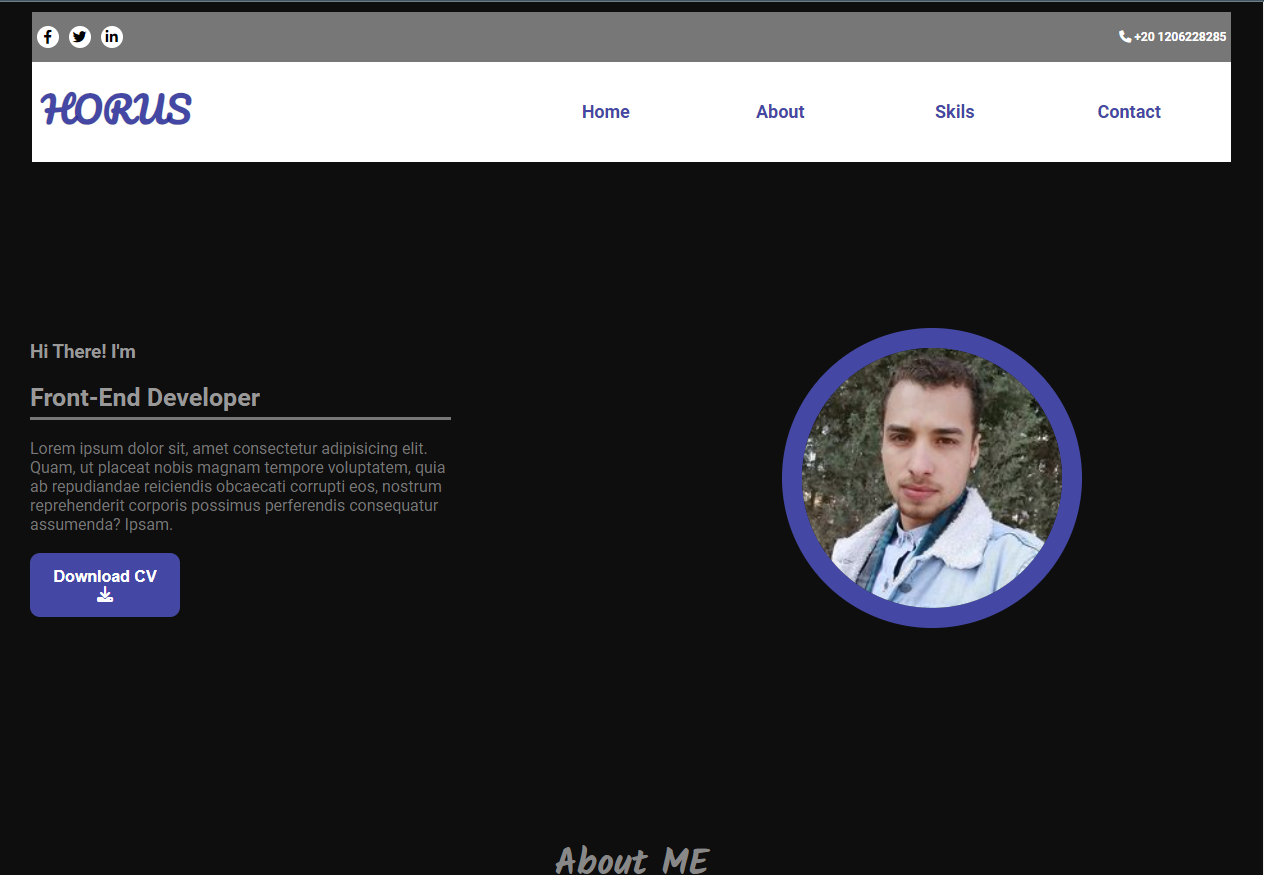 +20 1206228285
HORUS
Home About Skils Contact
Hi There! I'm
Front-End Developer
Lorem ipsum dolor sit, amet consectetur adipisicing elit.
Quam, ut placeat nobis magnam tempore voluptatem, quia
ab repudiandae reiciendis obcaecati corrupti eos, nostrum
reprehenderit corporis possimus perferendis consequatur
assumenda? Ipsam.
Download CV
About ME